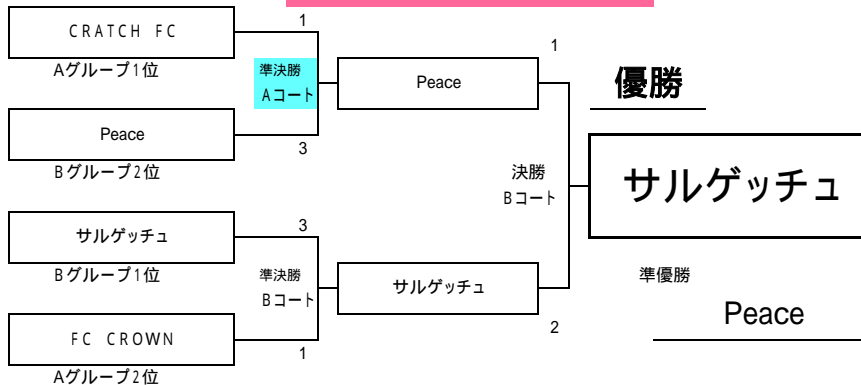 CRATCH FC
1
Aグループ1位
準決勝
Aコート
Peace
1
優勝
Peace
3
Bグループ2位
決勝
Bコート
サルゲッチュ
サルゲッチュ
3
Bグループ1位
準決勝
Bコート
サルゲッチュ
2
準優勝
Peace
FC CROWN
1
Aグループ2位